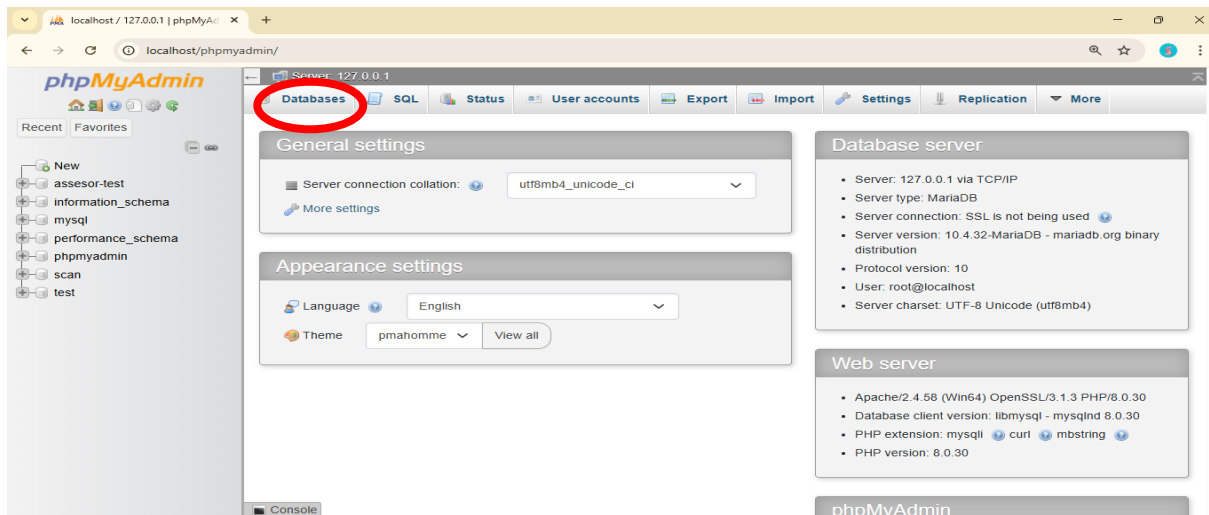 localhost / 127.0.0.1 | phpMyAd
localhost/phpmyadmin/
phpMyAdmin
Recent Favorites
New
assesor-test
information_schema
mysql
performance_schema
phpmyadmin
scan
test
Server: 127.0.0.1
Databases SQL Status User accounts Export Import Settings Replication More
General settings
Server connection collation: utf8mb4_unicode_ci
More settings
Appearance settings
Language English
Theme pmahomme View all
Database server
• Server: 127.0.0.1 via TCP/IP
• Server type: MariaDB
• Server connection: SSL is not being used
• Server version: 10.4.32-MariaDB - mariadb.org binary
distribution
• Protocol version: 10
• User: root@localhost
• Server charset: UTF-8 Unicode (utf8mb4)
Web server
• Apache/2.4.58 (Win64) OpenSSL/3.1.3 PHP/8.0.30
• Database client version: libmysql - mysqlnd 8.0.30
• PHP extension: mysqli curl mbstring
• PHP version: 8.0.30
phpMyAdmin
Console